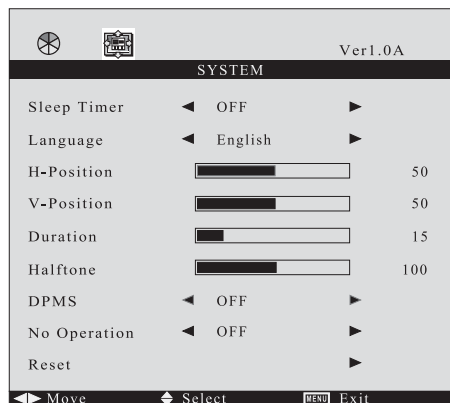 Ver1.0A
SYSTEM
Sleep Timer ◄ OFF ►
Language ◄ English ►
H-Position 50
V-Position 50
Duration 15
Halftone 100
DPMS ◄ OFF ►
No Operation ◄ OFF ►
Reset ►
◄► Move Select MENU Exit